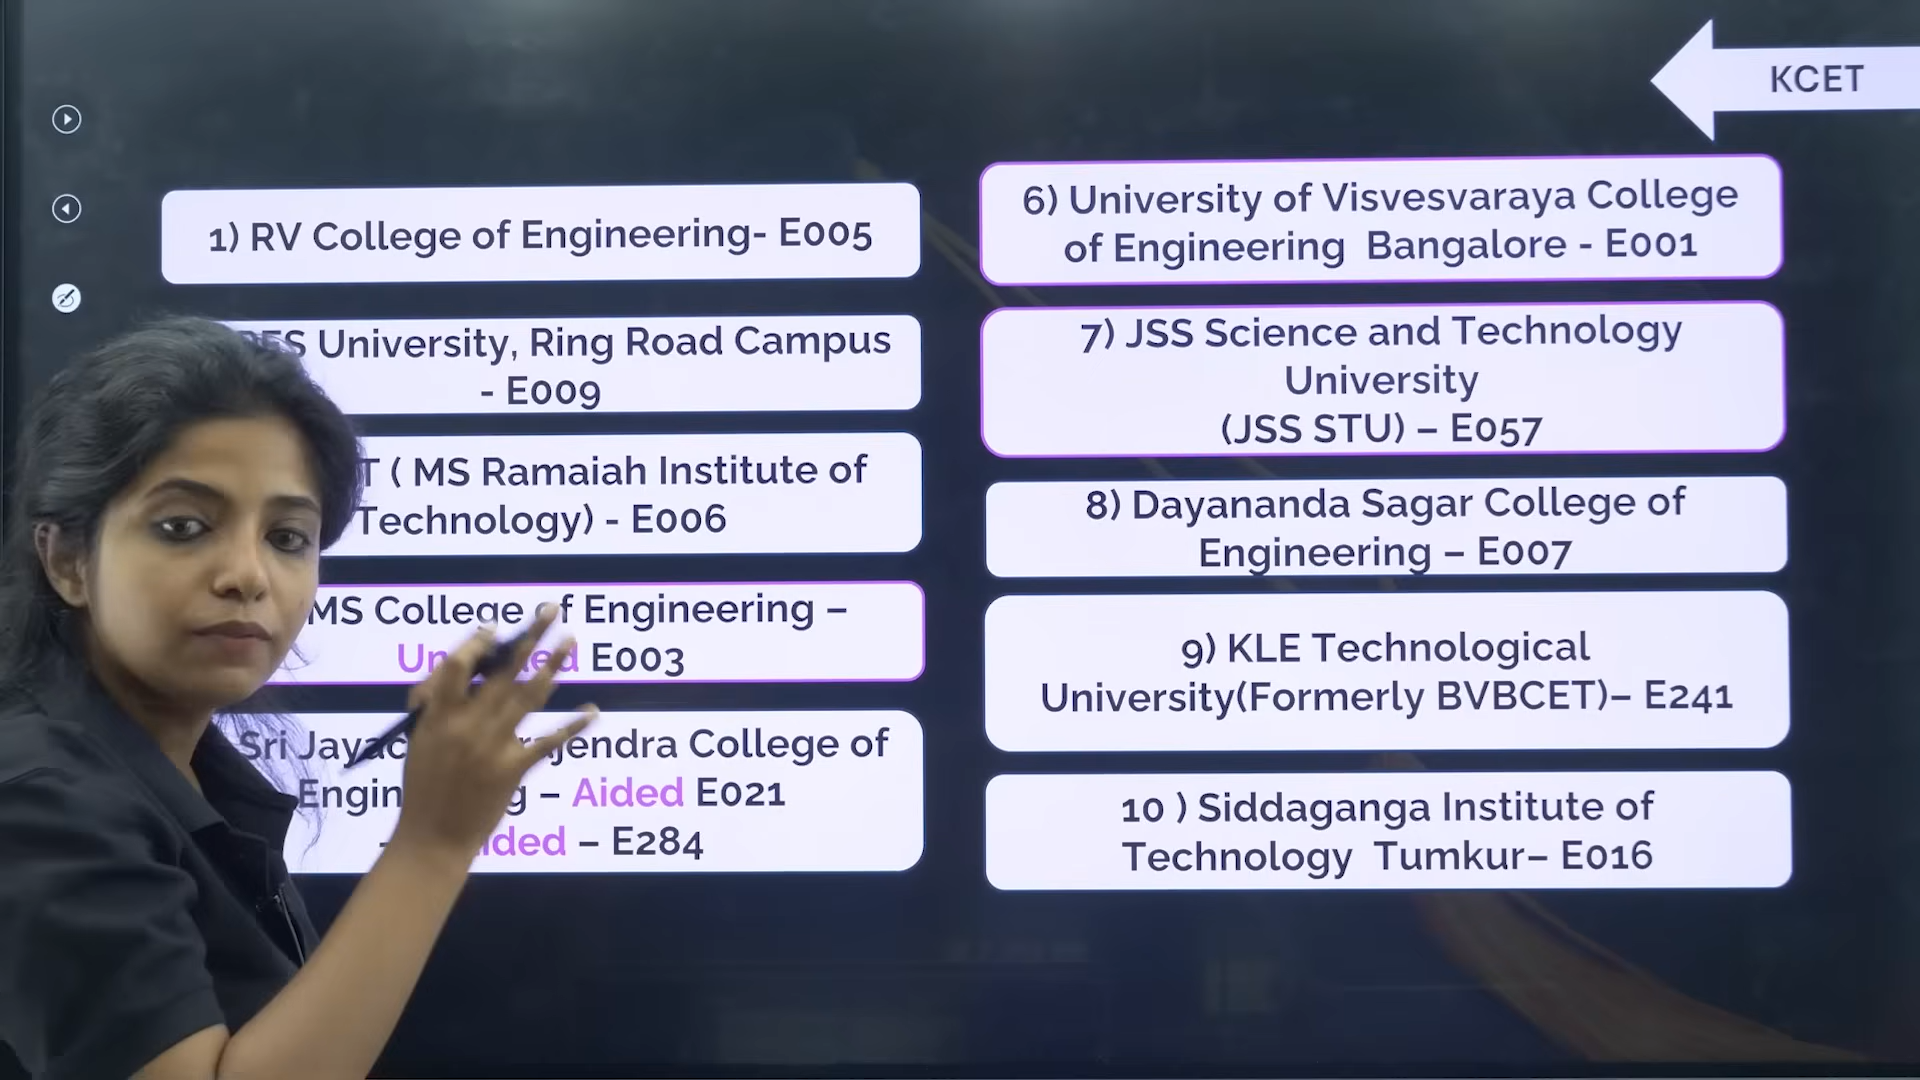 KCET
1) RV College of Engineering- E005
University, Ring Road Campus
- E009
( MS Ramaiah Institute of
Technology) - E006
MS College of Engineering –
E003
Sri College of
– Aided E021
– E284
6) University of Visvesvaraya College
of Engineering Bangalore - E001
7) JSS Science and Technology
University
(JSS STU) – E057
8) Dayananda Sagar College of
Engineering – E007
9) KLE Technological
University(Formerly BVBCET)– E241
10 ) Siddaganga Institute of
Technology Tumkur– E016